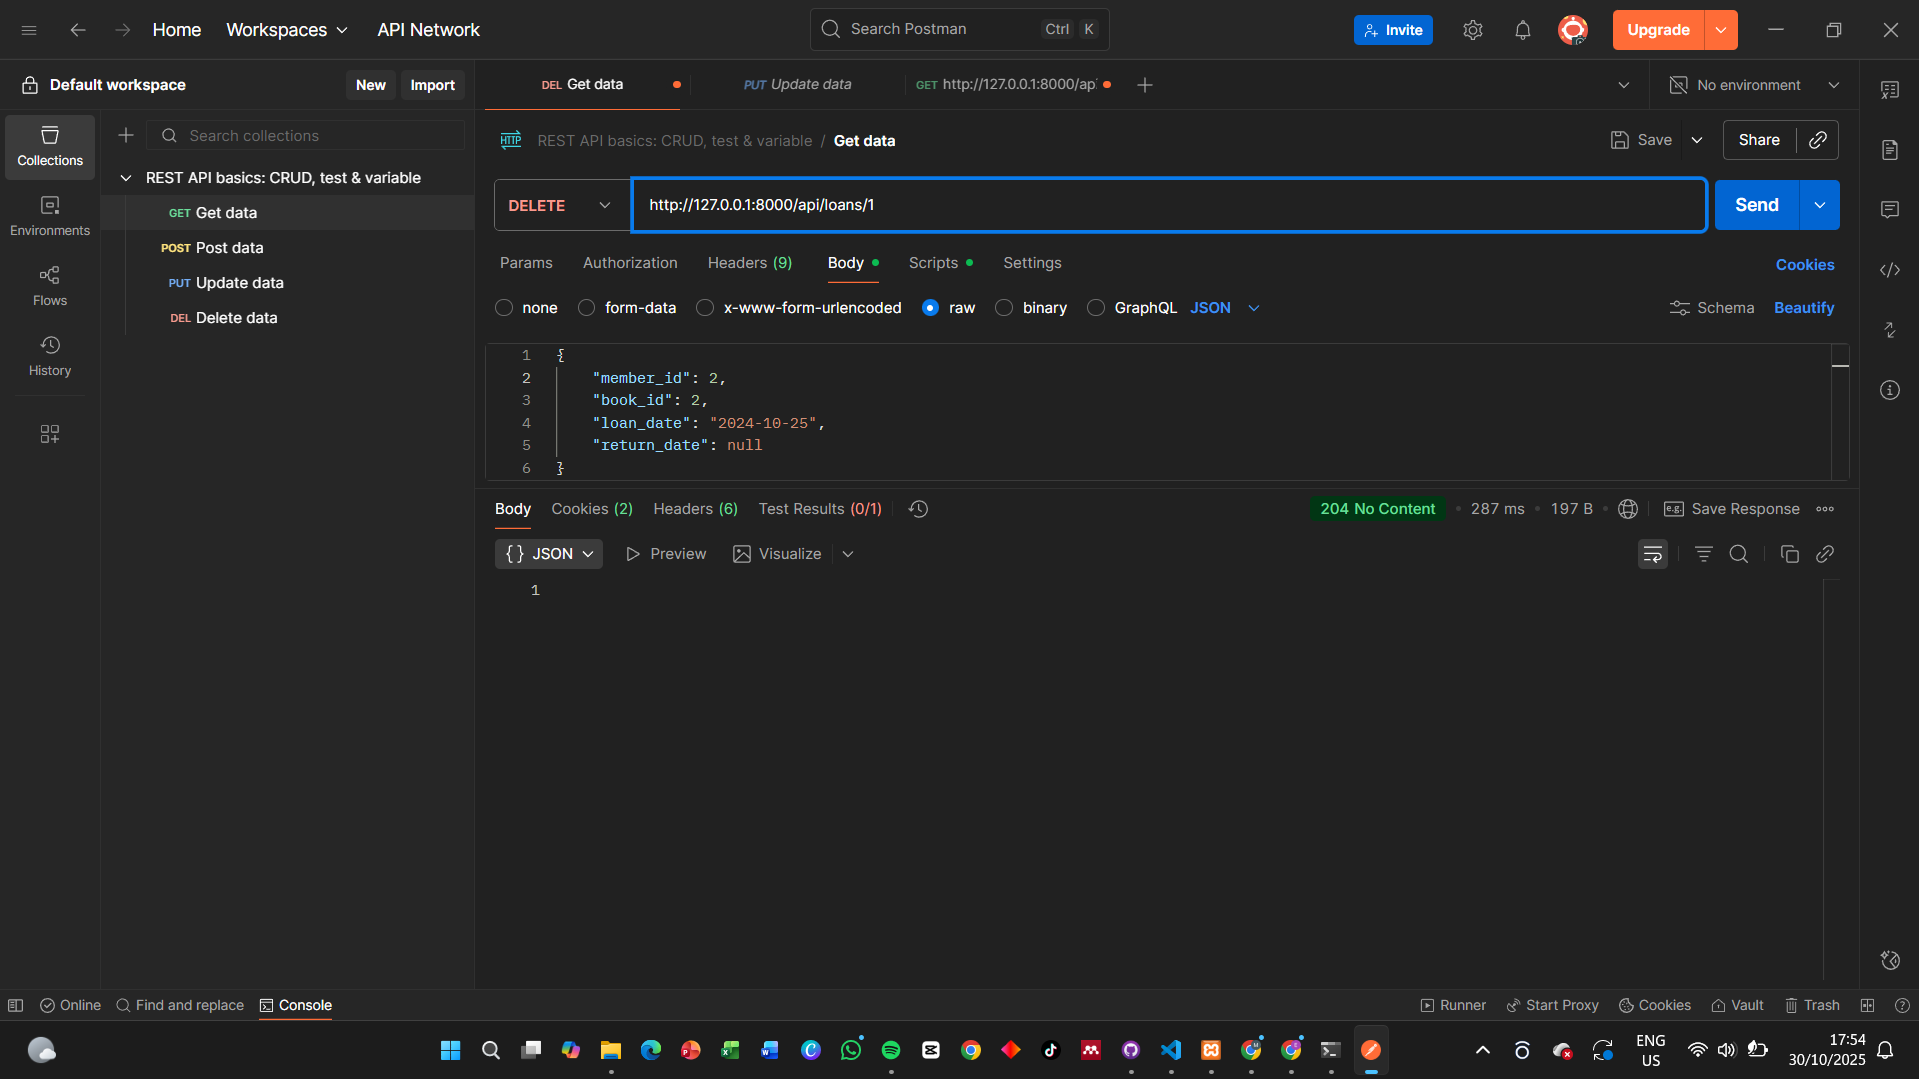 Home Workspaces API Network Search Postman Ctrl K Invite Upgrade
Default workspace New Import DEL Get data PUT Update data GET http://127.0.0.1:8000/ap No environment
Collections
Search collections
REST API basics: CRUD, test & variable / Get data Save Share
REST API basics: CRUD, test & variable
GET Get data
POST Post data
PUT Update data
DEL Delete data
Environments
Flows
History
DELETE http://127.0.0.1:8000/api/loans/1 Send
Params Authorization Headers (9) Body Scripts Settings Cookies
none form-data x-www-form-urlencoded raw binary GraphQL JSON Schema Beautify
1 {
2 "member_id": 2,
3 "book_id": 2,
4 "loan_date": "2024-10-25",
5 "return_date": null
6 }
Body Cookies (2) Headers (6) Test Results (0/1) 204 No Content • 287 ms • 197 B e.g. Save Response
{} JSON Preview Visualize
1
Online Find and replace Console Runner Start Proxy Cookies Vault Trash
ENG
US
17:54
30/10/2025